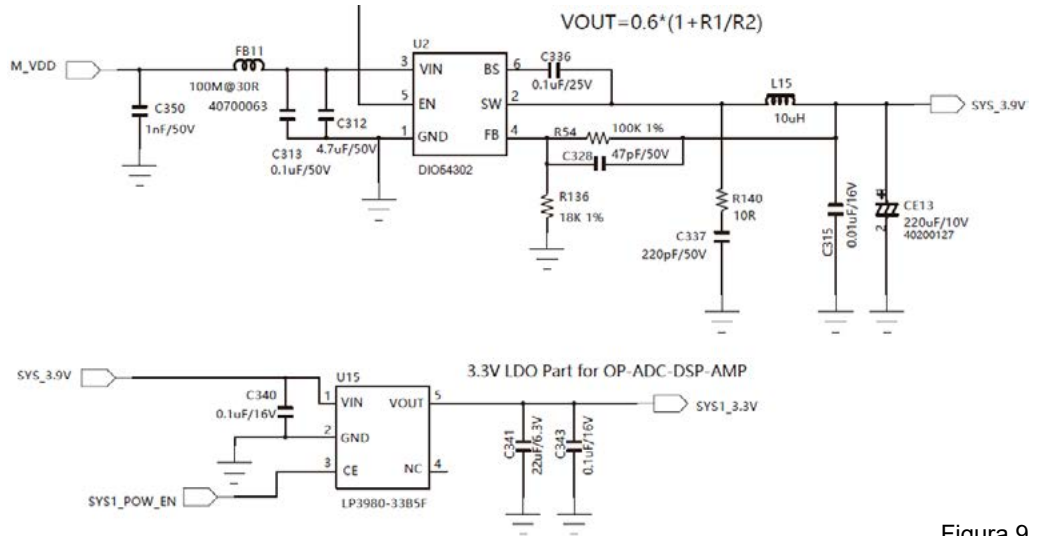 VOUT=0.6*(1+R1/R2)
U2
FB11
M_VDD
100M@30R
40700063
C350
1nF/50V
C313
0.1uF/50V
C312
4.7uF/50V
3 VIN
5 EN
1 GND
BS 6
SW 2
FB 4
DIO54302
C336
0.1uF/25V
L15
10uH
SYS_3.9V
R54 100K 1%
C328 47pF/50V
R136
18K 1%
R140
10R
C337
220pF/50V
C315
0.01uF/16V
+
CE13
220uF/10V
40200127
2
3.3V LDO Part for OP-ADC-DSP-AMP
SYS_3.9V
U15
C340
0.1uF/16V
1 VIN
2 GND
3 CE
VOUT 5
NC 4
LP3980-33B5F
SYS1_POW_EN
SYS1_3.3V
C341
22uF/6.3V
C343
0.1uF/16V
Figura 9